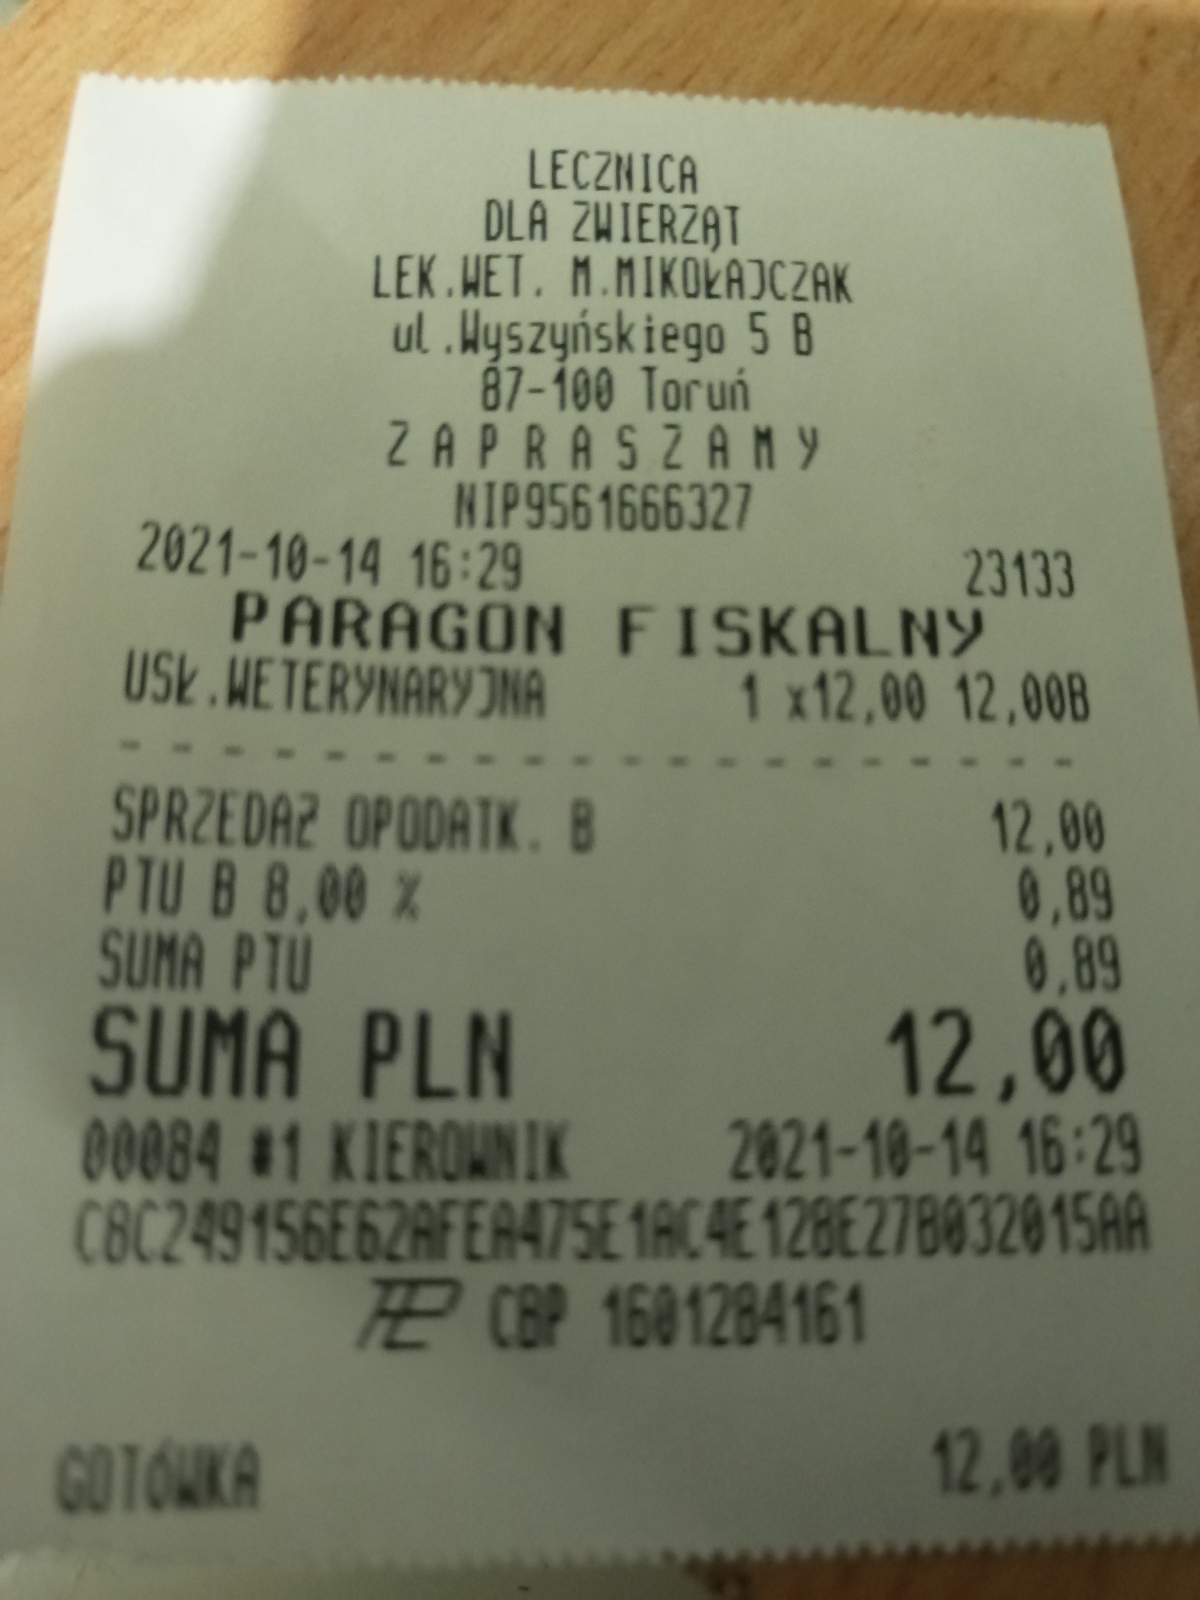 LECZNICA
DLA ZWIERZĄT
LEK.WET. M.MIKOŁAJCZAK
ul.Wyszyńskiego 5 B
87-100 Toruń
Z A P R A S Z A M Y
NIP9561666327
2021-10-14 16:29 23133
PARAGON FISKALNY
USŁ.WETERYNARYJNA 1 x12,00 12,00B
SPRZEDAŻ OPODATK. B 12,00
PTU B 8,00 % 0,89
SUMA PTU 0,89
SUMA PLN 12,00
00084 #1 KIEROWNIK 2021-10-14 16:29
C8C249156E62AFEA475E1AC4E128E27B032015AA
CBP 1601284161
GOTÓWKA 12,00 PLN